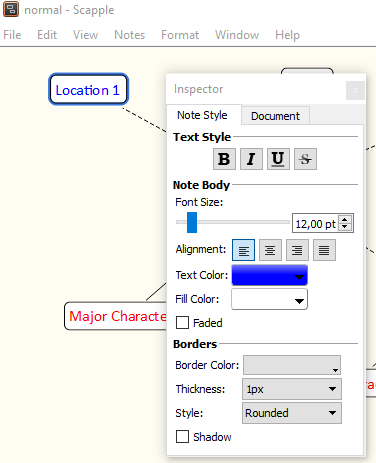 normal - Scapple
File Edit View Notes Format Window Help
Location 1
Inspector
Note Style Document
Text Style
B I U S
Note Body
Font Size:
12,00 pt
Alignment:
Text Color:
Fill Color:
Faded
Major Characte
Borders
Border Color:
Thickness: 1px
Style: Rounded
Shadow